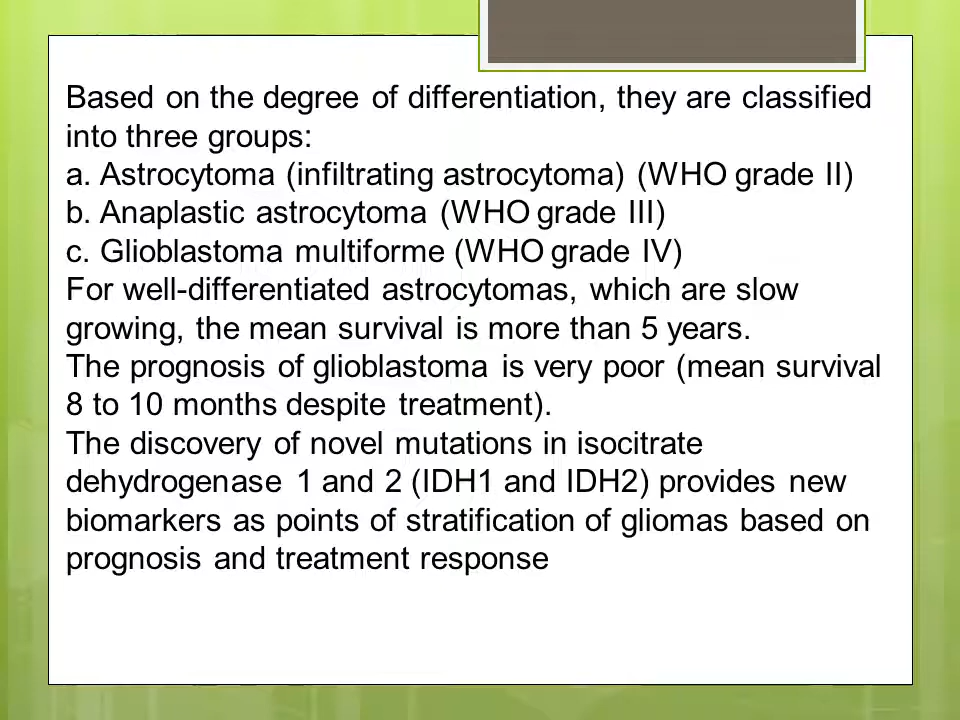 Based on the degree of differentiation, they are classified
into three groups:
a. Astrocytoma (infiltrating astrocytoma) (WHO grade II)
b. Anaplastic astrocytoma (WHO grade III)
c. Glioblastoma multiforme (WHO grade IV)
For well-differentiated astrocytomas, which are slow
growing, the mean survival is more than 5 years.
The prognosis of glioblastoma is very poor (mean survival
8 to 10 months despite treatment).
The discovery of novel mutations in isocitrate
dehydrogenase 1 and 2 (IDH1 and IDH2) provides new
biomarkers as points of stratification of gliomas based on
prognosis and treatment response